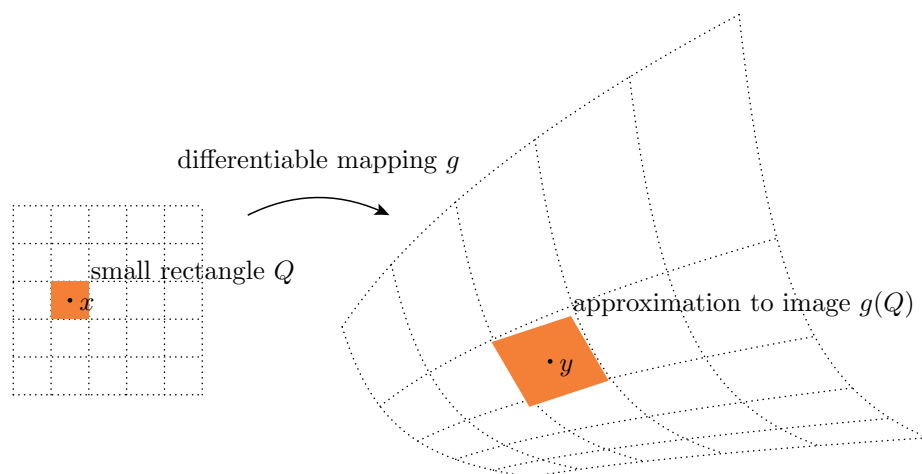 differentiable mapping g
small rectangle Q
x
approximation to image g(Q)
y